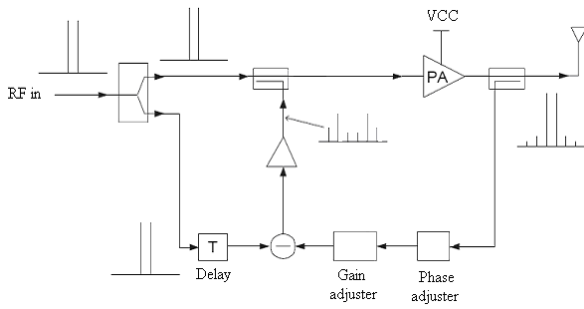 VCC
PA
RF in
T
Delay
Gain
adjuster
Phase
adjuster